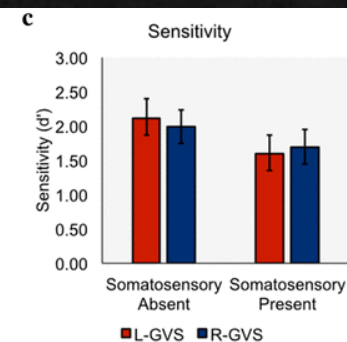 c
Sensitivity
3.00
2.50
2.00
1.50
1.00
0.50
0.00
Sensitivity (d')
Somatosensory Somatosensory
Absent Present
L-GVS R-GVS